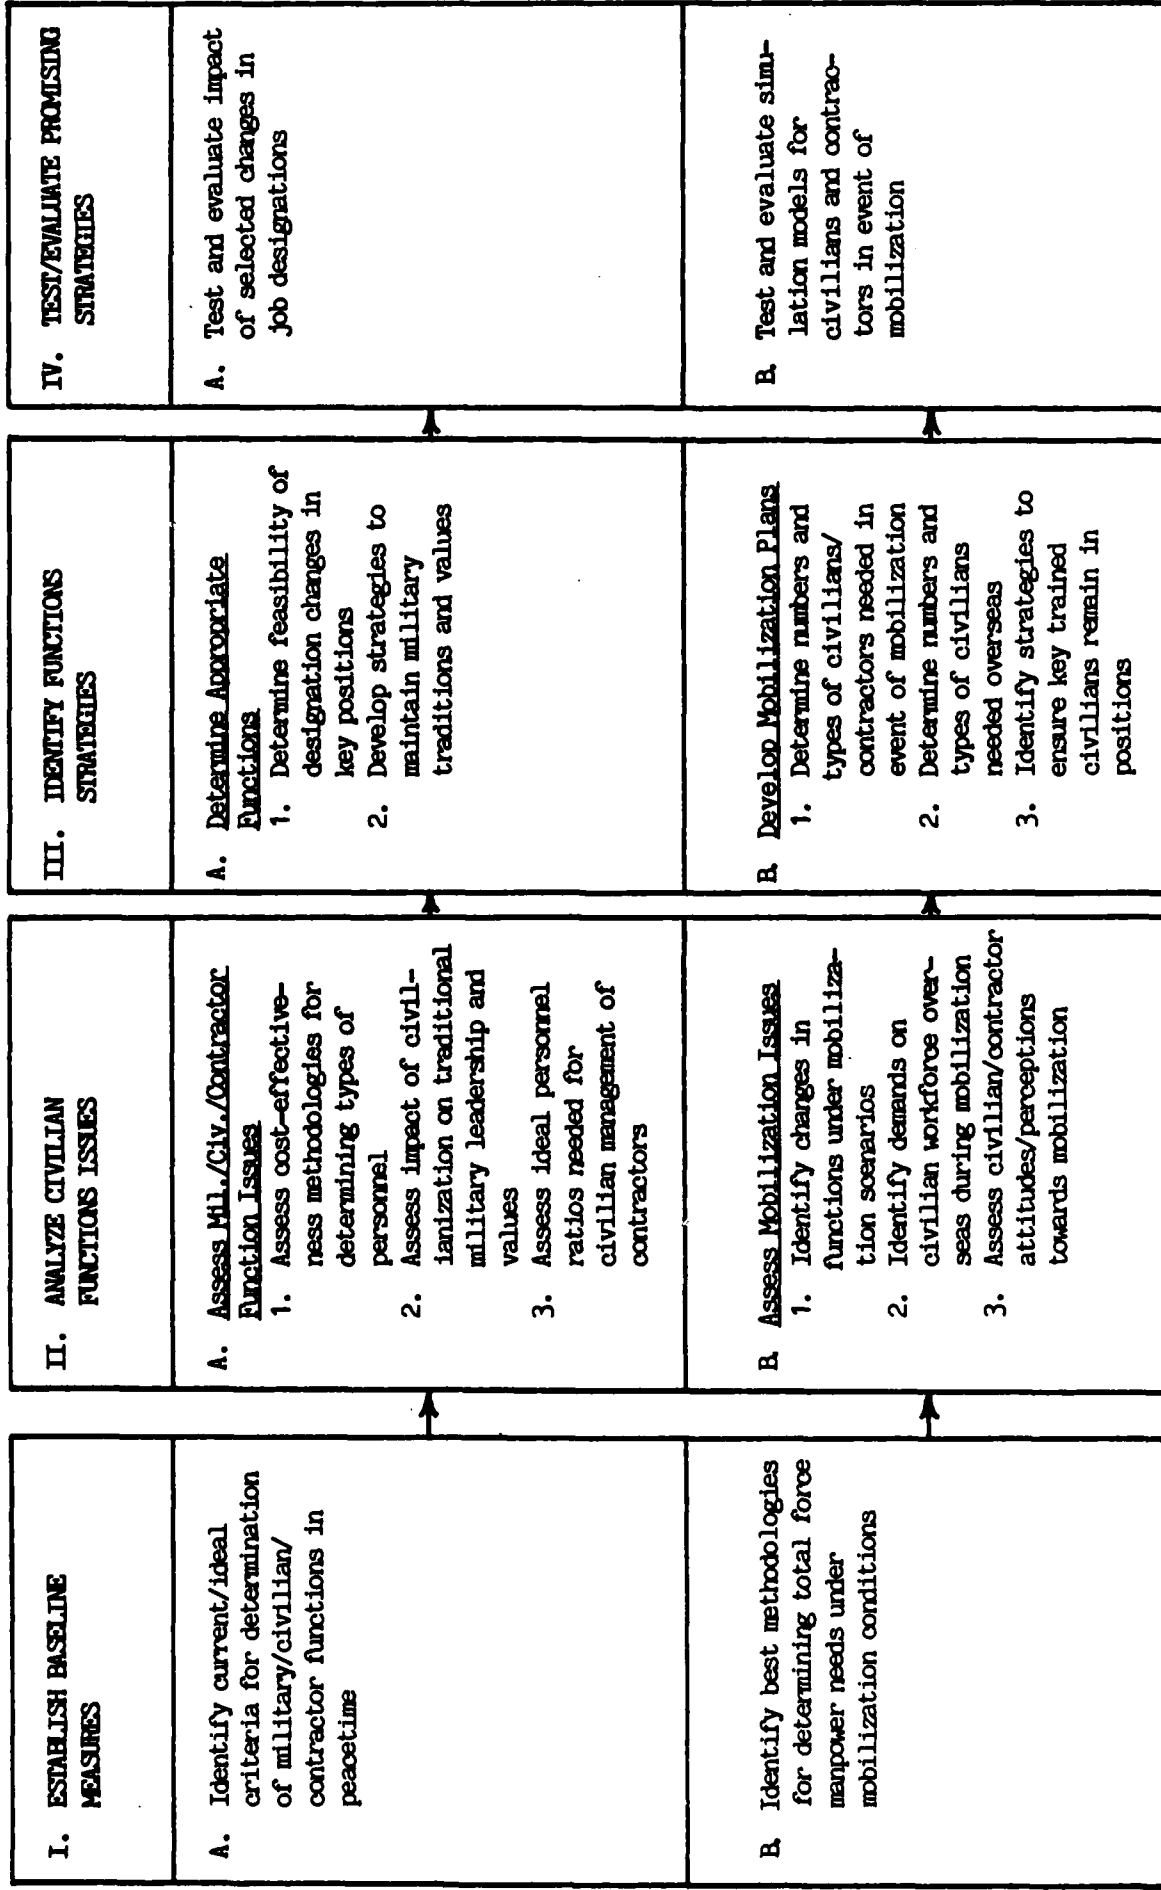 I. ESTABLISH BASELINE
MEASURES
A. Identify current/ideal
criteria for determination
of military/civilian/
contractor functions in
peacetime
B. Identify best methodologies
for determining total force
manpower needs under
mobilization conditions
II. ANALYZE CIVILIAN
FUNCTIONS ISSUES
A. Assess Mil./Civ./Contractor
Function Issues
1. Assess cost-effective-
ness methodologies for
determining types of
personnel
2. Assess impact of civil-
ianization on traditional
military leadership and
values
3. Assess ideal personnel
ratios needed for
civilian management of
contractors
B. Assess Mobilization Issues
1. Identify changes in
functions under mobiliza-
tion scenarios
2. Identify demands on
civilian workforce over-
seas during mobilization
3. Assess civilian/contractor
attitudes/perceptions
towards mobilization
III. IDENTIFY FUNCTIONS
STRATEGIES
A. Determine Appropriate
Functions
1. Determine feasibility of
designation changes in
key positions
2. Develop strategies to
maintain military
traditions and values
B. Develop Mobilization Plans
1. Determine numbers and
types of civilians/
contractors needed in
event of mobilization
2. Determine numbers and
types of civilians
needed overseas
3. Identify strategies to
ensure key trained
civilians remain in
positions
IV. TEST/EVALUATE PROMISING
STRATEGIES
A. Test and evaluate impact
of selected changes in
job designations
B. Test and evaluate simu-
lation models for
civilians and contrac-
tors in event of
mobilization